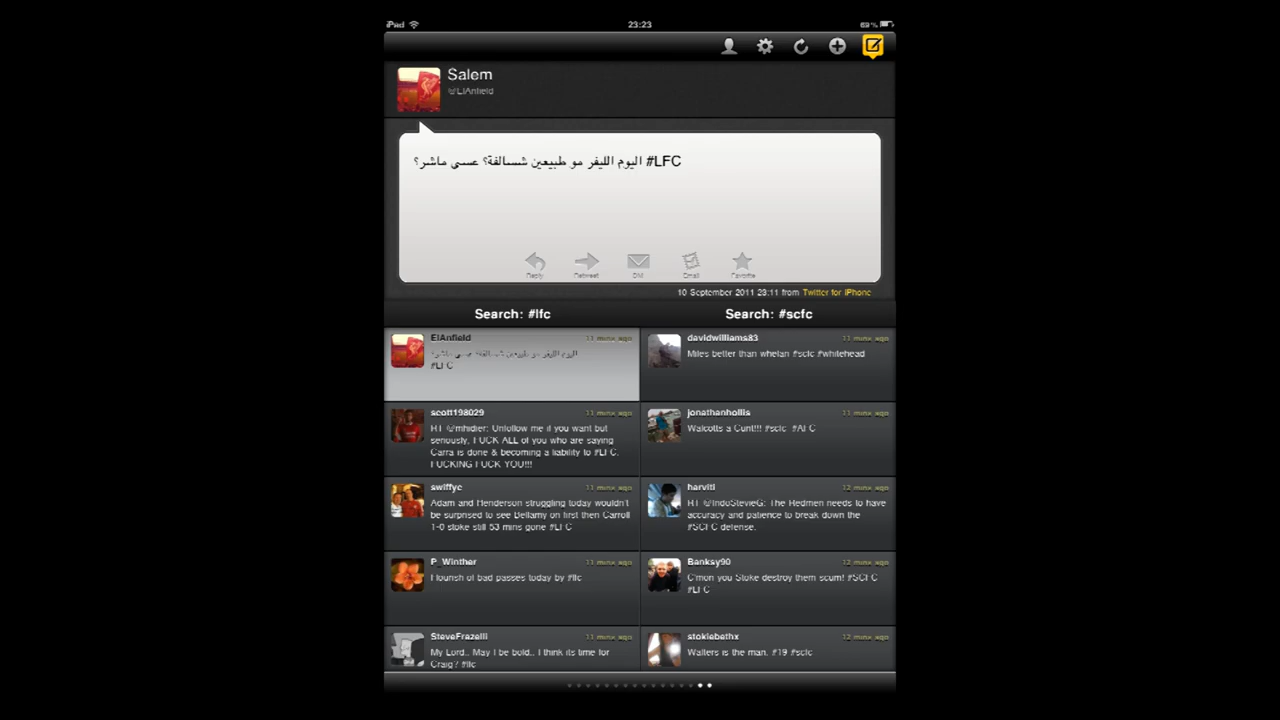 iPad
23:23
Salem
@ElAnfield
اليوم الليفر مو طبيعين شسالفة؟ عسى ماشر؟ #LFC
Reply
Retweet
DM
Email
Favorite
10 September 2011 23:11 from Twitter for iPhone
Search: #lfc
Search: #scfc
ElAnfield
11 mins ago
اليوم الليفر مو طبيعين شسالفة؟ عسى ماشر؟
#LFC
scott198029
11 mins ago
RT @mhidler: Unfollow me if you want but
seriously, FUCK ALL of you who are saying
Carra is done & becoming a liability to #LFC.
FUCKING FUCK YOU!!!
swiffyc
11 mins ago
Adam and Henderson struggling today wouldn't
be surprised to see Bellamy on first then Carroll
1-0 stoke still 53 mins gone #LFC
P_Winther
11 mins ago
Flourish of bad passes today by #lfc
SteveFrazelli
11 mins ago
My Lord.. May I be bold.. I think its time for
Craig? #lfc
davidwilliams83
11 mins ago
Miles better than whelan #scfc #whitehead
jonathanhollis
11 mins ago
Walcotts a Cunt!!! #scfc #AFC
harviti
12 mins ago
RT @IndoStevieG: The Redmen needs to have
accuracy and patience to break down the
#SCFC defense.
Banksy90
12 mins ago
C'mon you Stoke destroy them scum! #SCFC
#LFC
stokiebethx
12 mins ago
Walters is the man. #19 #scfc